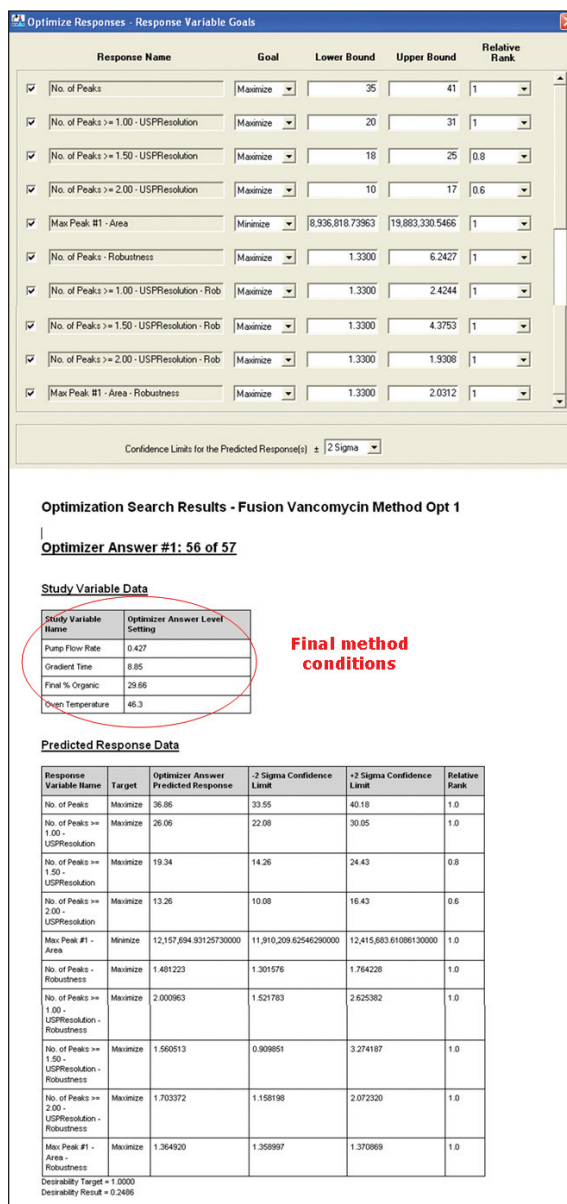 Optimize Responses - Response Variable Goals
Response Name Goal Lower Bound Upper Bound Relative Rank
No. of Peaks Maximize 35 41 1
No. of Peaks >= 1.00 - USPResolution Maximize 20 31 1
No. of Peaks >= 1.50 - USPResolution Maximize 18 25 0.8
No. of Peaks >= 2.00 - USPResolution Maximize 10 17 0.6
Max Peak #1 - Area Minimize 8,936,818.73963 19,883,330.5466 1
No. of Peaks - Robustness Maximize 1.3300 6.2427 1
No. of Peaks >= 1.00 - USPResolution - Rob Maximize 1.3300 2.4244 1
No. of Peaks >= 1.50 - USPResolution - Rob Maximize 1.3300 4.3753 1
No. of Peaks >= 2.00 - USPResolution - Rob Maximize 1.3300 1.9308 1
Max Peak #1 - Area - Robustness Maximize 1.3300 2.0312 1
Confidence Limits for the Predicted Response(s) ± 2 Sigma
Optimization Search Results - Fusion Vancomycin Method Opt 1
Optimizer Answer #1: 56 of 57
Study Variable Data
Study Variable Name Optimizer Answer Level Setting
Pump Flow Rate 0.427
Gradient Time 8.85
Final % Organic 29.66
Oven Temperature 46.3
Final method
conditions
Predicted Response Data
Response Variable Name Target Optimizer Answer Predicted Response -2 Sigma Confidence Limit +2 Sigma Confidence Limit Relative Rank
No. of Peaks Maximize 36.86 33.55 40.18 1.0
No. of Peaks >= 1.00 - USPResolution Maximize 26.06 22.08 30.05 1.0
No. of Peaks >= 1.50 - USPResolution Maximize 19.34 14.26 24.43 0.8
No. of Peaks >= 2.00 - USPResolution Maximize 13.26 10.08 16.43 0.6
Max Peak #1 - Area Minimize 12,157,694.93125730000 11,910,209.62546290000 12,415,683.61086130000 1.0
No. of Peaks - Robustness Maximize 1.481223 1.301576 1.764228 1.0
No. of Peaks >= 1.00 - USPResolution - Robustness Maximize 2.000963 1.521783 2.625382 1.0
No. of Peaks >= 1.50 - USPResolution - Robustness Maximize 1.560513 0.909851 3.274187 1.0
No. of Peaks >= 2.00 - USPResolution - Robustness Maximize 1.703372 1.158198 2.072320 1.0
Max Peak #1 - Area - Robustness Maximize 1.364920 1.358997 1.370869 1.0
Desirability Target = 1.0000
Desirability Result = 0.2486